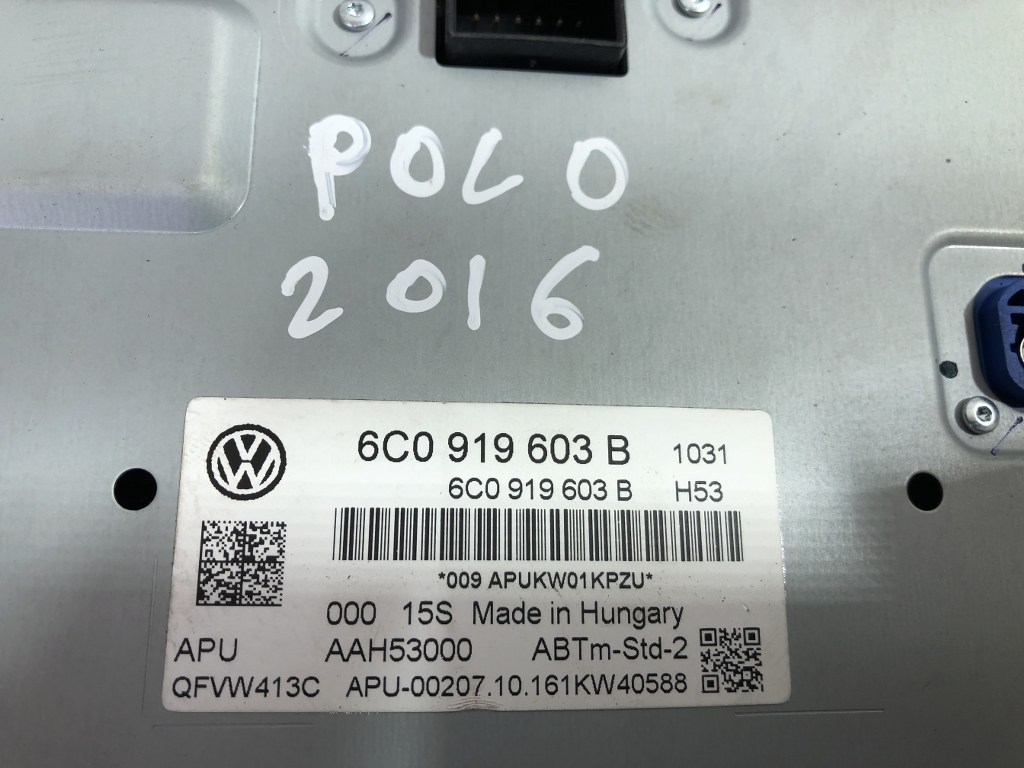 POLO
2016
6C0 919 603 B 1031
6C0 919 603 B H53
*009 APUKW01KPZU*
000 15S Made in Hungary
APU AAH53000 ABTm-Std-2
QFVW413C APU-00207.10.161KW40588